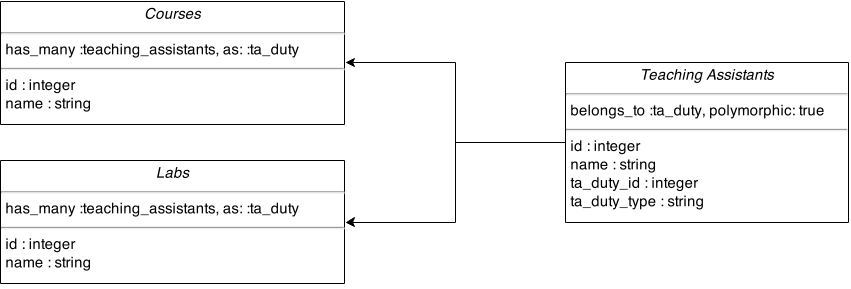 Courses
has_many :teaching_assistants, as: :ta_duty
id : integer
name : string
Labs
has_many :teaching_assistants, as: :ta_duty
id : integer
name : string
Teaching Assistants
belongs_to :ta_duty, polymorphic: true
id : integer
name : string
ta_duty_id : integer
ta_duty_type : string